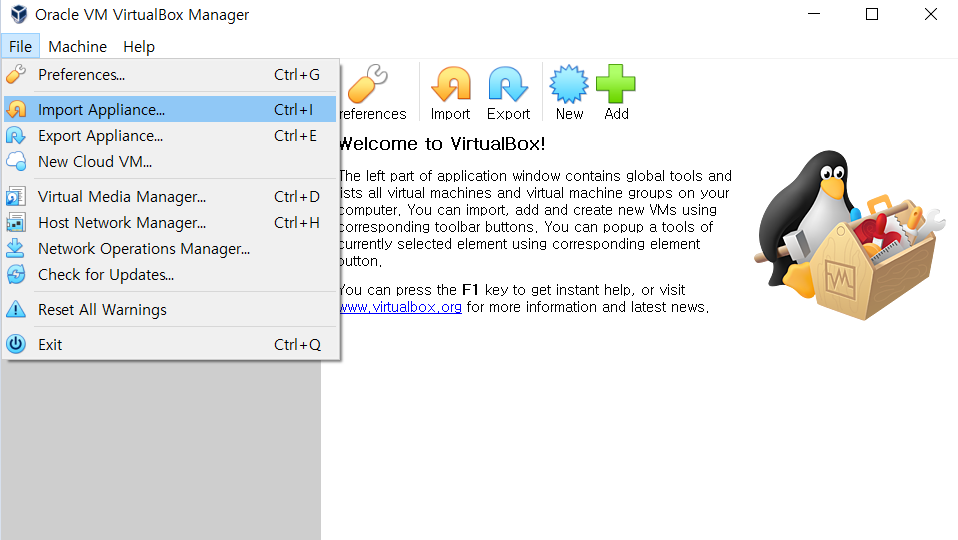 Oracle VM VirtualBox Manager
File Machine Help
Preferences... Ctrl+G
Import Appliance... Ctrl+I
Export Appliance... Ctrl+E
New Cloud VM...
Virtual Media Manager... Ctrl+D
Host Network Manager... Ctrl+H
Network Operations Manager...
Check for Updates...
Reset All Warnings
Exit Ctrl+Q
references Import Export New Add
Welcome to VirtualBox!
The left part of application window contains global tools and
ists all virtual machines and virtual machine groups on your
computer. You can import, add and create new VMs using
corresponding toolbar buttons. You can popup a tools of
currently selected element using corresponding element
button.
You can press the F1 key to get instant help, or visit
www.virtualbox.org for more information and latest news.